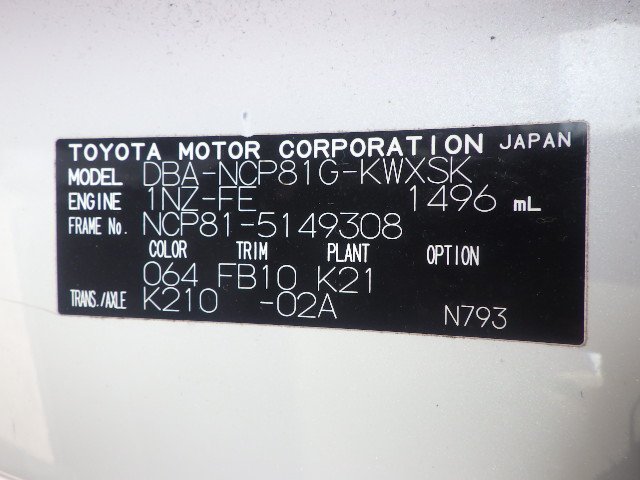 TOYOTA MOTOR CORPORATION JAPAN
MODEL DBA-NCP81G-KWXSK
ENGINE 1NZ-FE 1496 mL
FRAME No. NCP81-5149308
COLOR TRIM PLANT OPTION
064 FB10 K21
TRANS./AXLE K210 -02A
N793